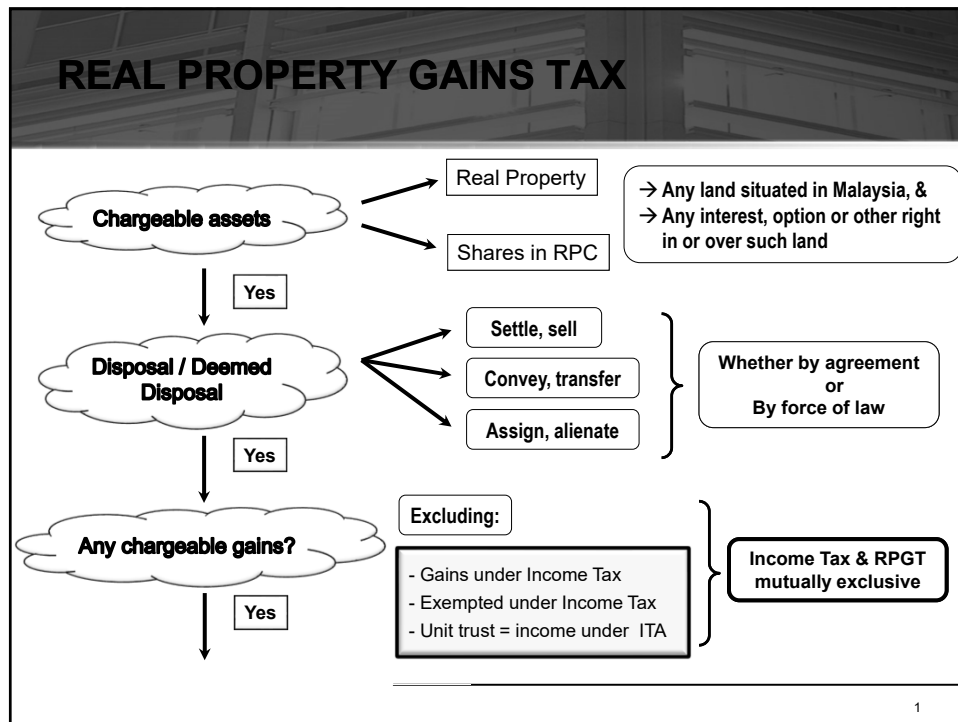 REAL PROPERTY GAINS TAX
Chargeable assets
Real Property
Shares in RPC
→ Any land situated in Malaysia, &
→ Any interest, option or other right
in or over such land
Yes
Disposal / Deemed
Disposal
Settle, sell
Convey, transfer
Assign, alienate
Whether by agreement
or
By force of law
Yes
Any chargeable gains?
Excluding:
- Gains under Income Tax
- Exempted under Income Tax
- Unit trust = income under ITA
Income Tax & RPGT
mutually exclusive
Yes
1